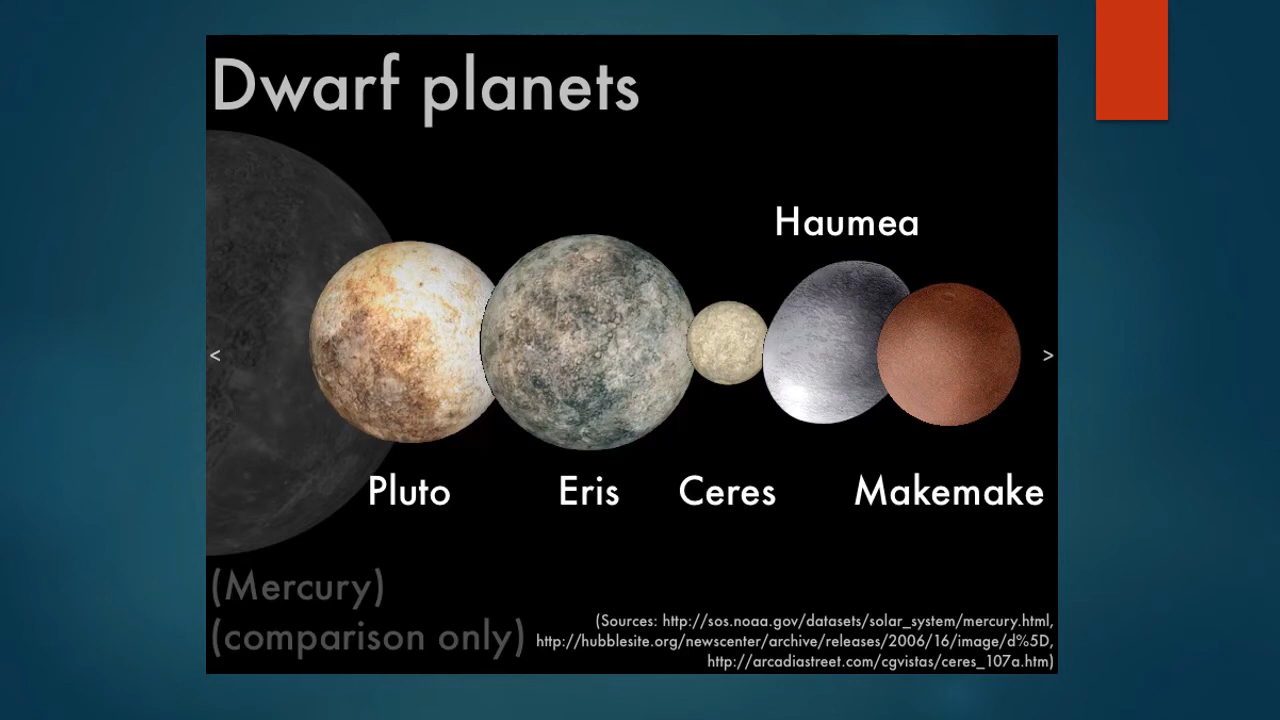 Dwarf planets
Haumea
<
>
Pluto
Eris
Ceres
Makemake
(Mercury)
(comparison only)
(Sources: http://sos.noaa.gov/datasets/solar_system/mercury.html,
http://hubblesite.org/newscenter/archive/releases/2006/16/image/d%5D,
http://arcadiastreet.com/cgvistas/ceres_107a.htm)